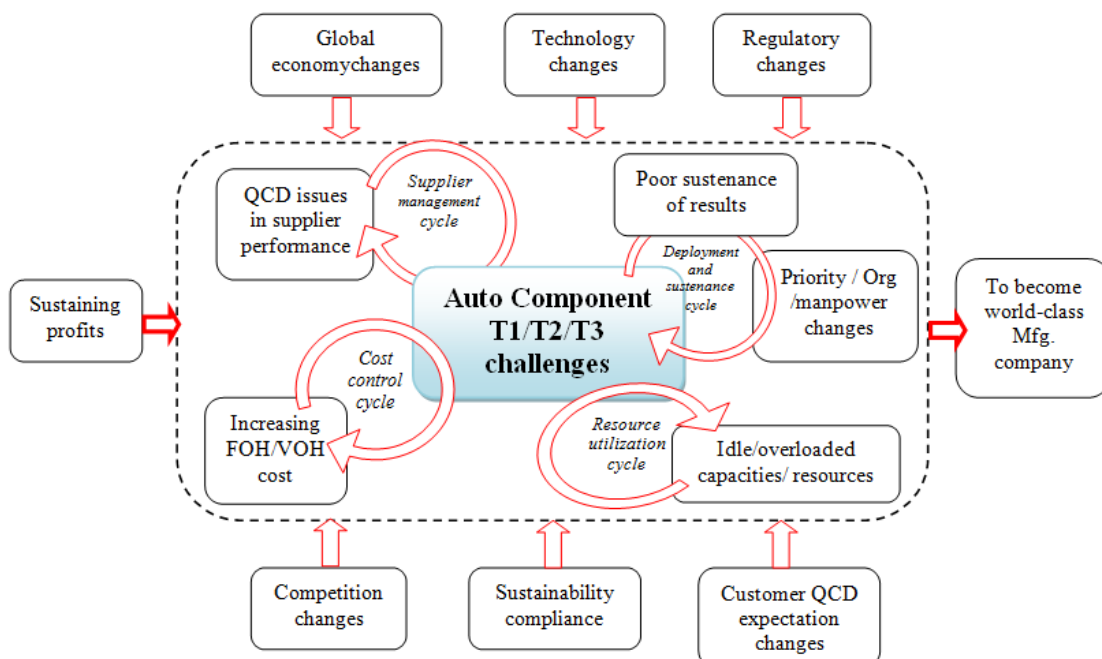 Global
economychanges
Technology
changes
Regulatory
changes
QCD issues
in supplier
performance
Supplier
management
cycle
Poor sustenance
of results
Deployment and
sustenance
cycle
Priority / Org
/manpower
changes
Sustaining
profits
Auto Component
T1/T2/T3
challenges
To become
world-class
Mfg.
company
Cost
control
cycle
Increasing
FOH/VOH
cost
Resource
utilization
cycle
Idle/overloaded
capacities/ resources
Competition
changes
Sustainability
compliance
Customer QCD
expectation
changes